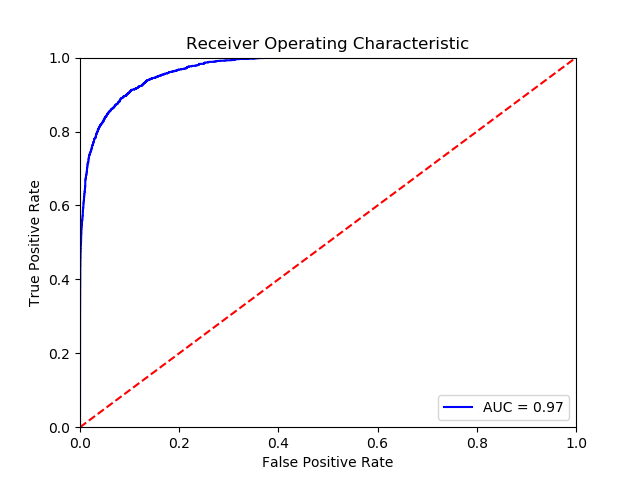 Receiver Operating Characteristic
True Positive Rate
1.0
0.8
0.6
0.4
0.2
0.0
AUC = 0.97
0.0 0.2 0.4 0.6 0.8 1.0
False Positive Rate